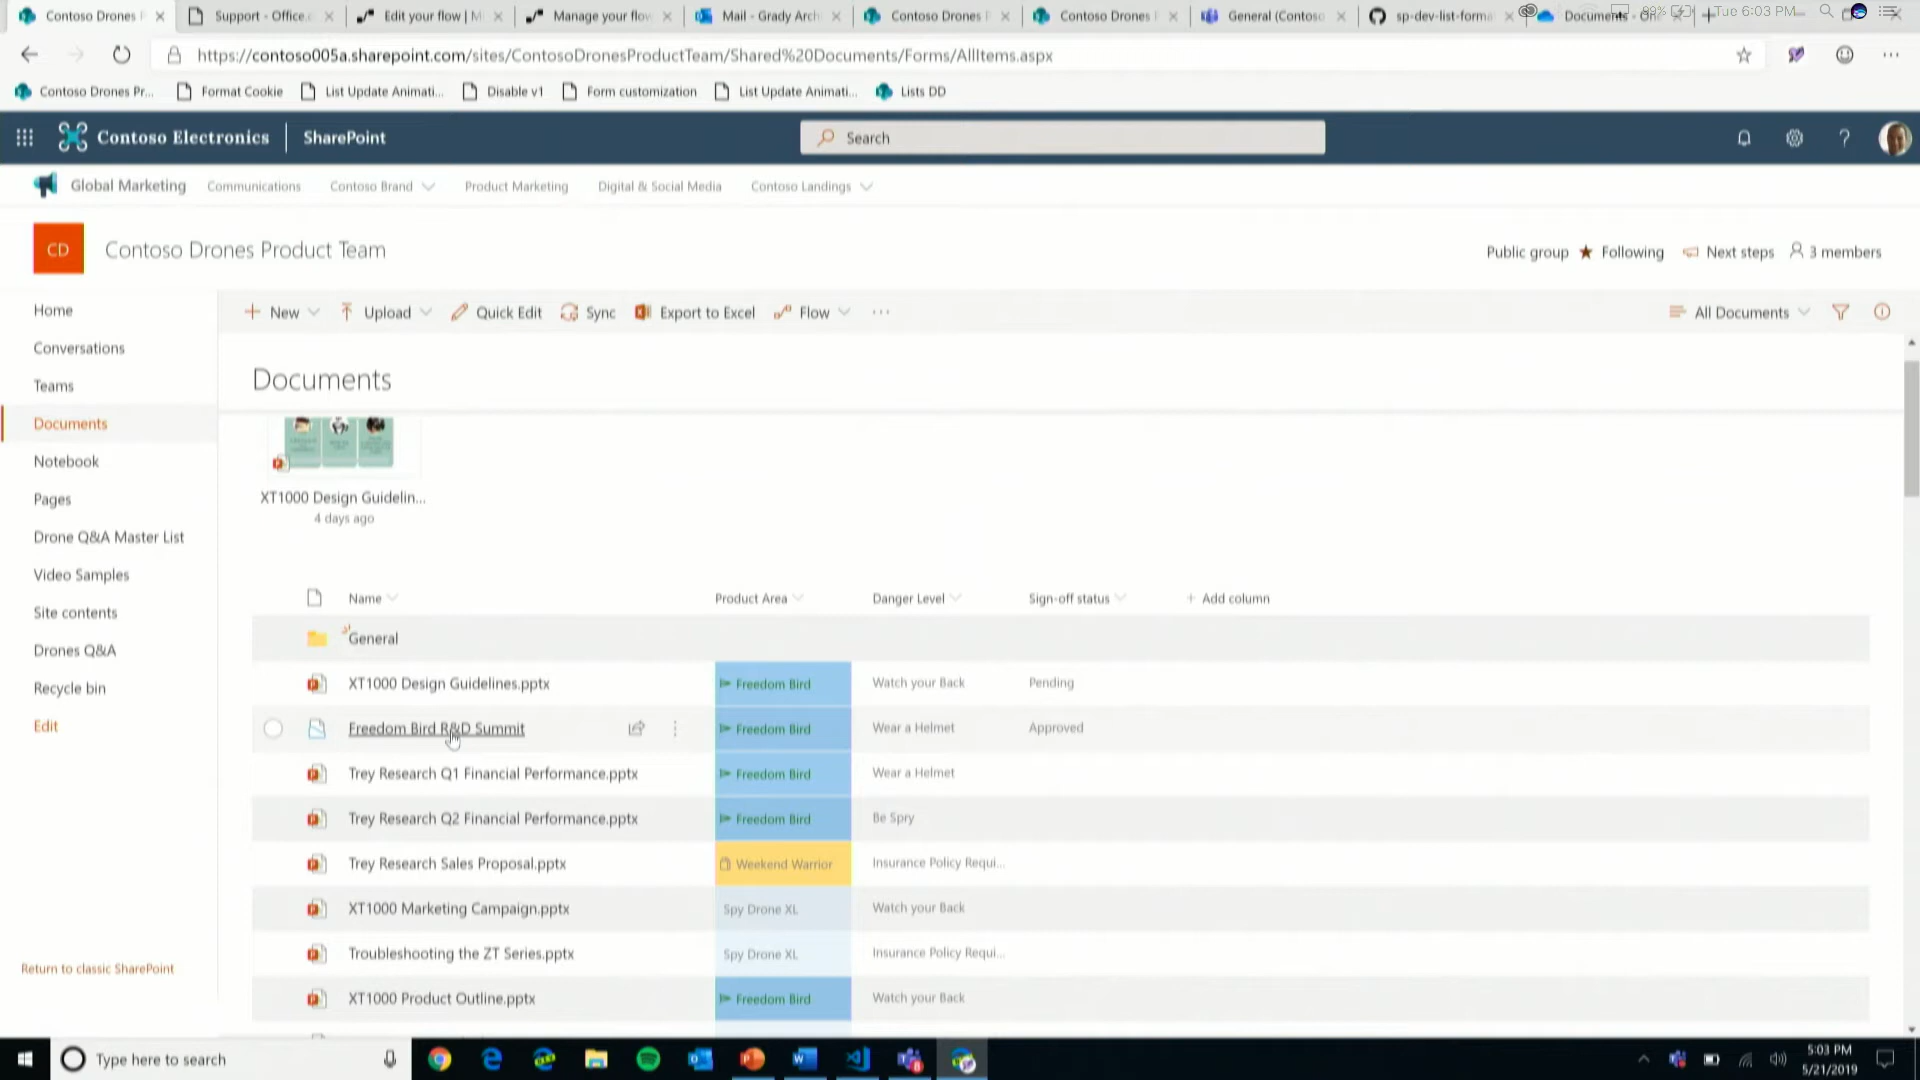 Contoso Drones P
Support - Office.c
Edit your flow | M
Manage your flow
Mail - Grady Arch
Contoso Drones P
Contoso Drones
General (Contoso
sp-dev-list-forma
Documents - On
99%
Tue 6:03 PM
https://contoso005a.sharepoint.com/sites/ContosoDronesProductTeam/Shared%20Documents/Forms/AllItems.aspx
Contoso Drones Pr...
Format Cookie
List Update Animati...
Disable v1
Form customization
List Update Animati...
Lists DD
Contoso Electronics
SharePoint
Search
Global Marketing
Communications
Contoso Brand
Product Marketing
Digital & Social Media
Contoso Landings
CD
Contoso Drones Product Team
Public group
Following
Next steps
3 members
Home
Conversations
Teams
Documents
Notebook
Pages
Drone Q&A Master List
Video Samples
Site contents
Drones Q&A
Recycle bin
Edit
Return to classic SharePoint
New
Upload
Quick Edit
Sync
Export to Excel
Flow
All Documents
Documents
XT1000 Design Guidelin...
4 days ago
Name
Product Area
Danger Level
Sign-off status
+ Add column
General
XT1000 Design Guidelines.pptx
Freedom Bird
Watch your Back
Pending
Freedom Bird R&D Summit
Freedom Bird
Wear a Helmet
Approved
Trey Research Q1 Financial Performance.pptx
Freedom Bird
Wear a Helmet
Trey Research Q2 Financial Performance.pptx
Freedom Bird
Be Spry
Trey Research Sales Proposal.pptx
Weekend Warrior
Insurance Policy Requi...
XT1000 Marketing Campaign.pptx
Spy Drone XL
Watch your Back
Troubleshooting the ZT Series.pptx
Spy Drone XL
Insurance Policy Requi...
XT1000 Product Outline.pptx
Freedom Bird
Watch your Back
Type here to search
5:03 PM
5/21/2019